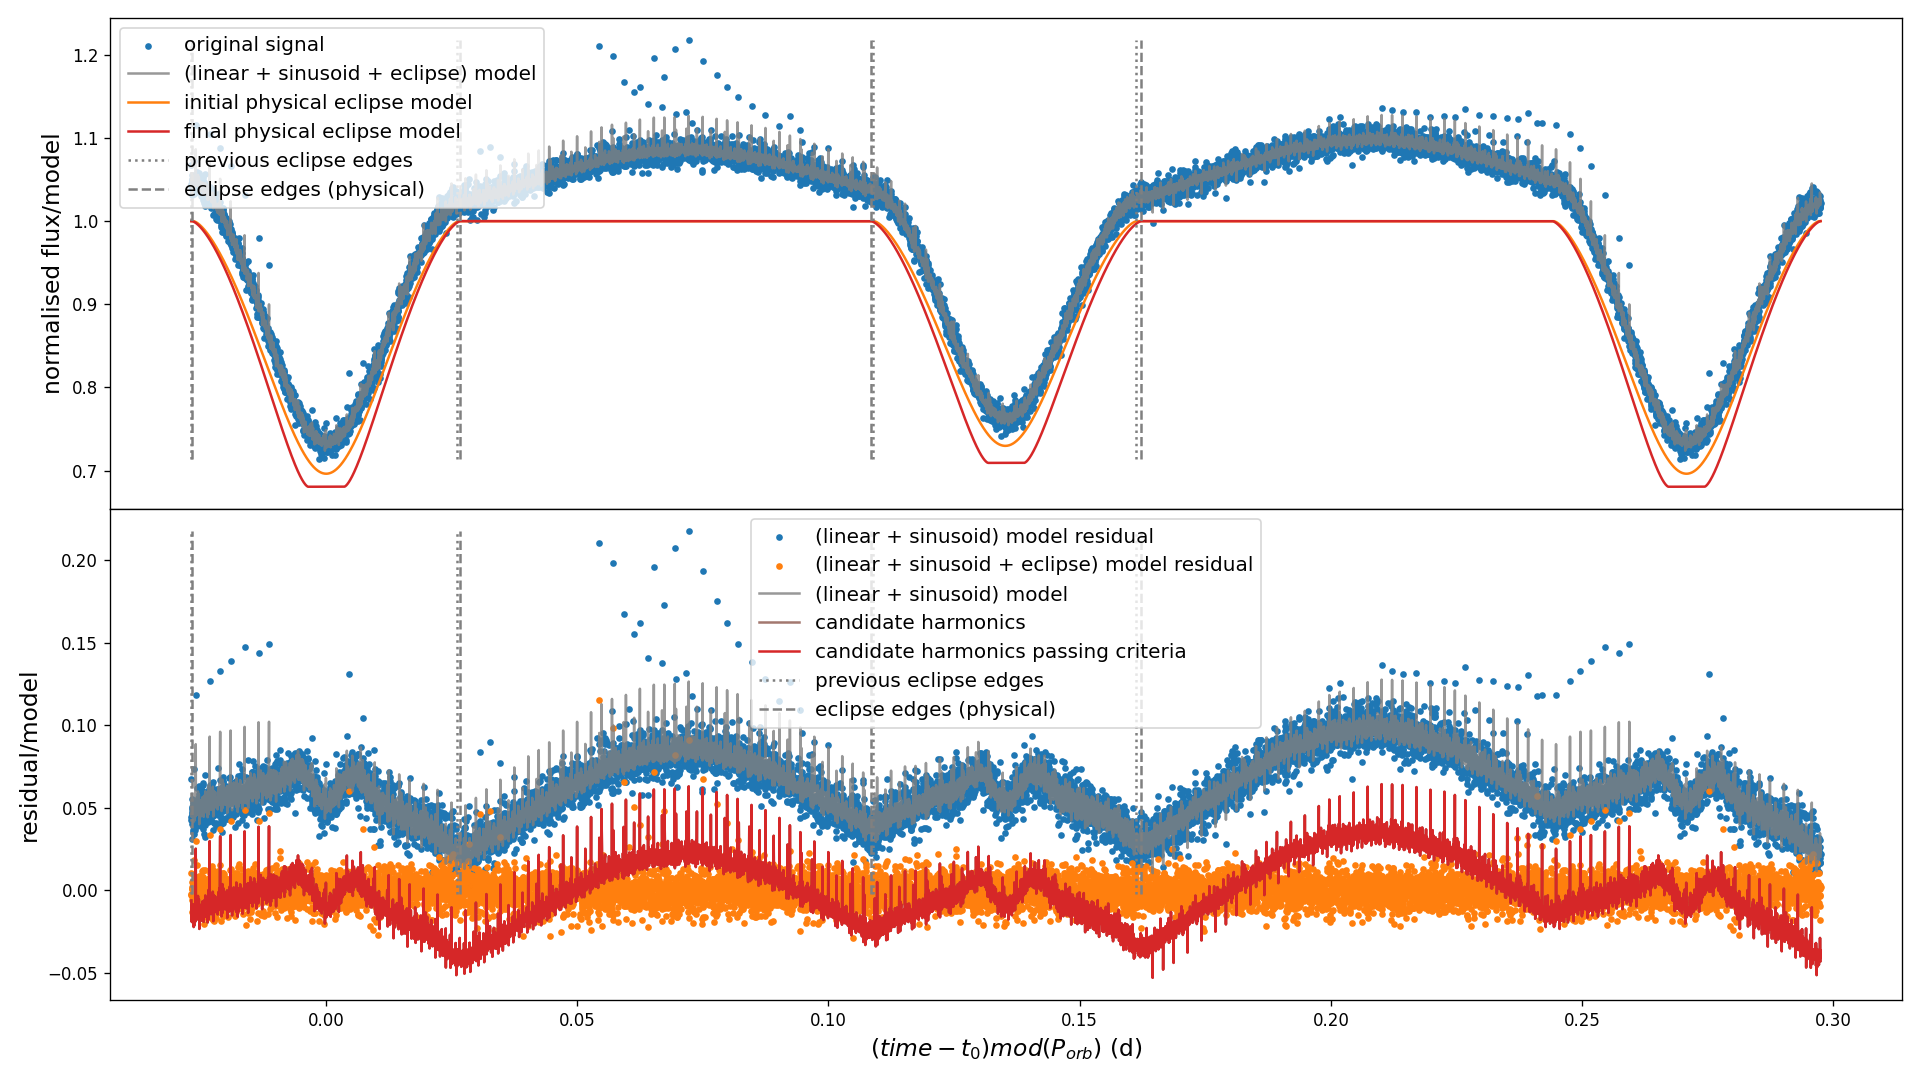 original signal
(linear + sinusoid + eclipse) model
initial physical eclipse model
final physical eclipse model
previous eclipse edges
eclipse edges (physical)
normalised flux/model
1.2
1.1
1.0
0.9
0.8
0.7
(linear + sinusoid) model residual
(linear + sinusoid + eclipse) model residual
(linear + sinusoid) model
candidate harmonics
candidate harmonics passing criteria
previous eclipse edges
eclipse edges (physical)
residual/model
0.20
0.15
0.10
0.05
0.00
−0.05
0.00 0.05 0.10 0.15 0.20 0.25 0.30
(time − t₀)mod(P_orb) (d)